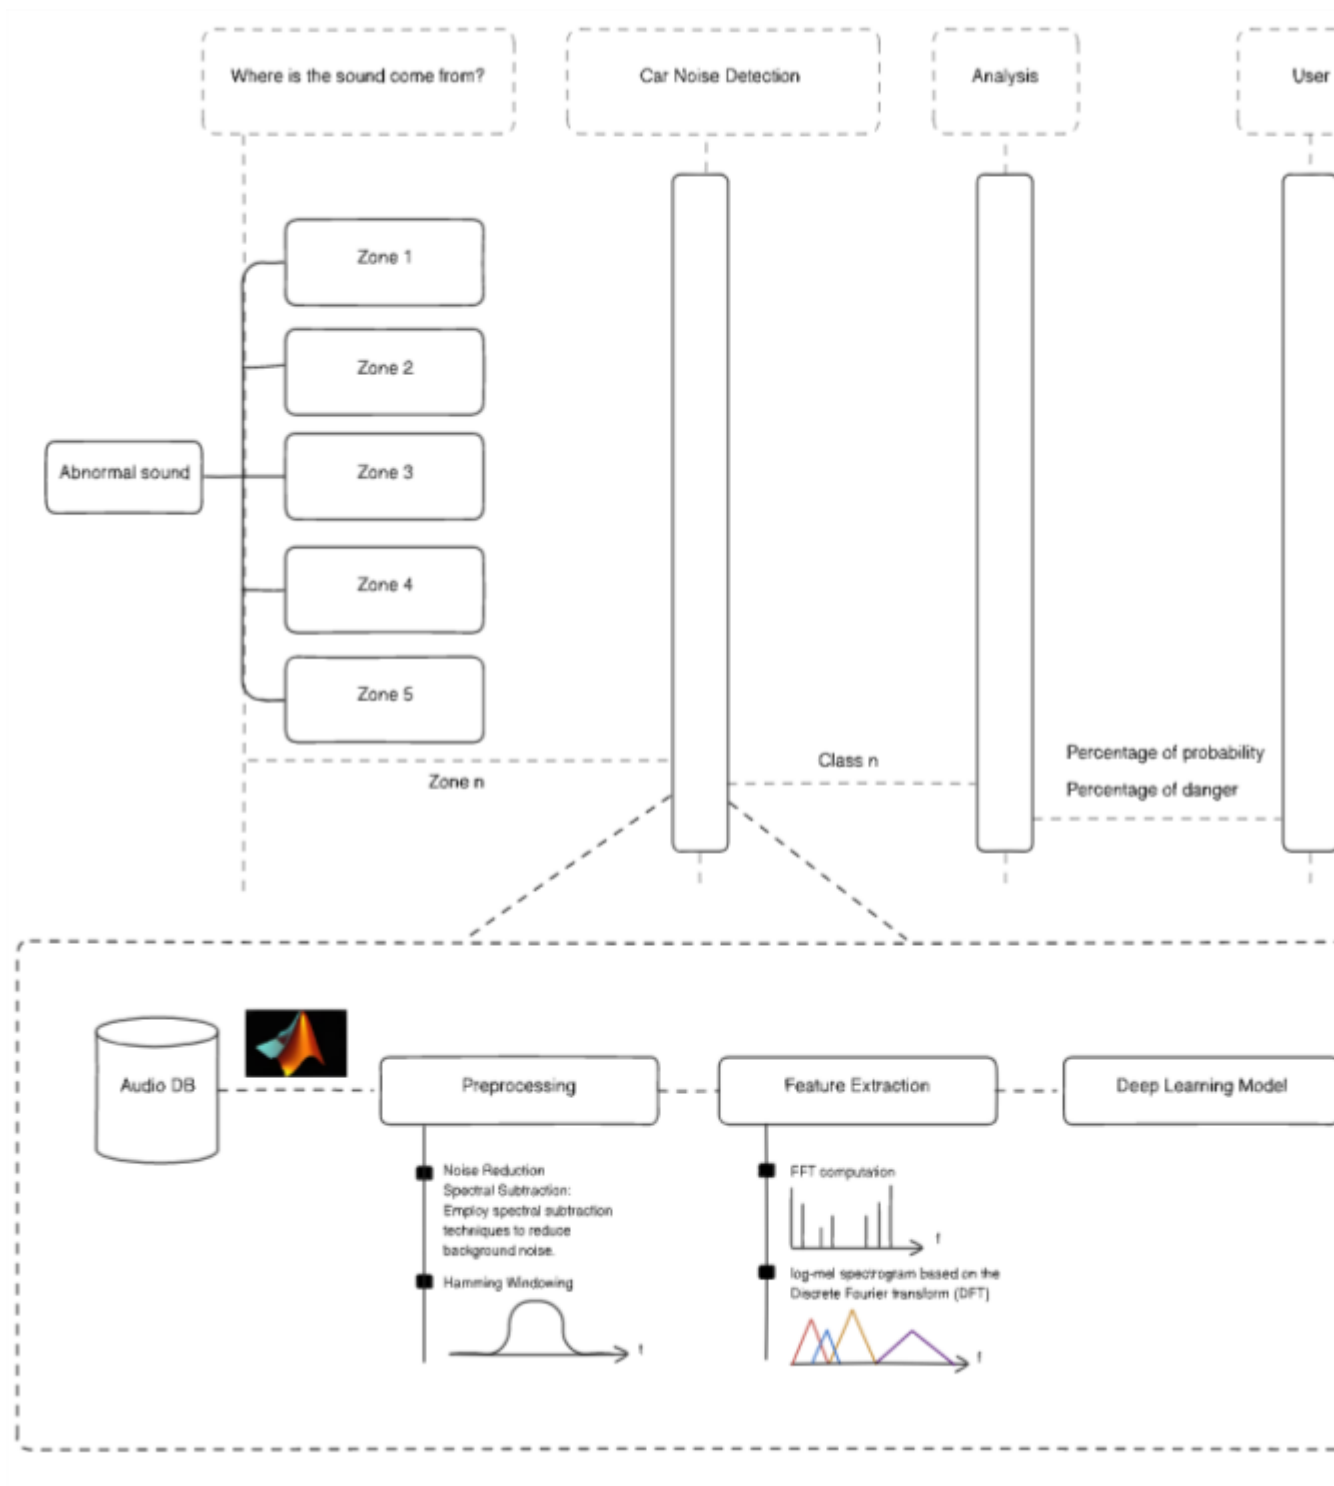 Where is the sound come from?
Car Noise Detection
Analysis
User
Zone 1
Zone 2
Zone 3
Zone 4
Zone 5
Abnormal sound
Zone n
Class n
Percentage of probability
Percentage of danger
Audio DB
Preprocessing
Feature Extraction
Deep Learning Model
Noise Reduction
Spectral Subtraction:
Employ spectral subtraction
techniques to reduce
background noise.
Hamming Windowing
f
FFT computation
f
log-mel spectrogram based on the
Discrete Fourier transform (DFT)
f